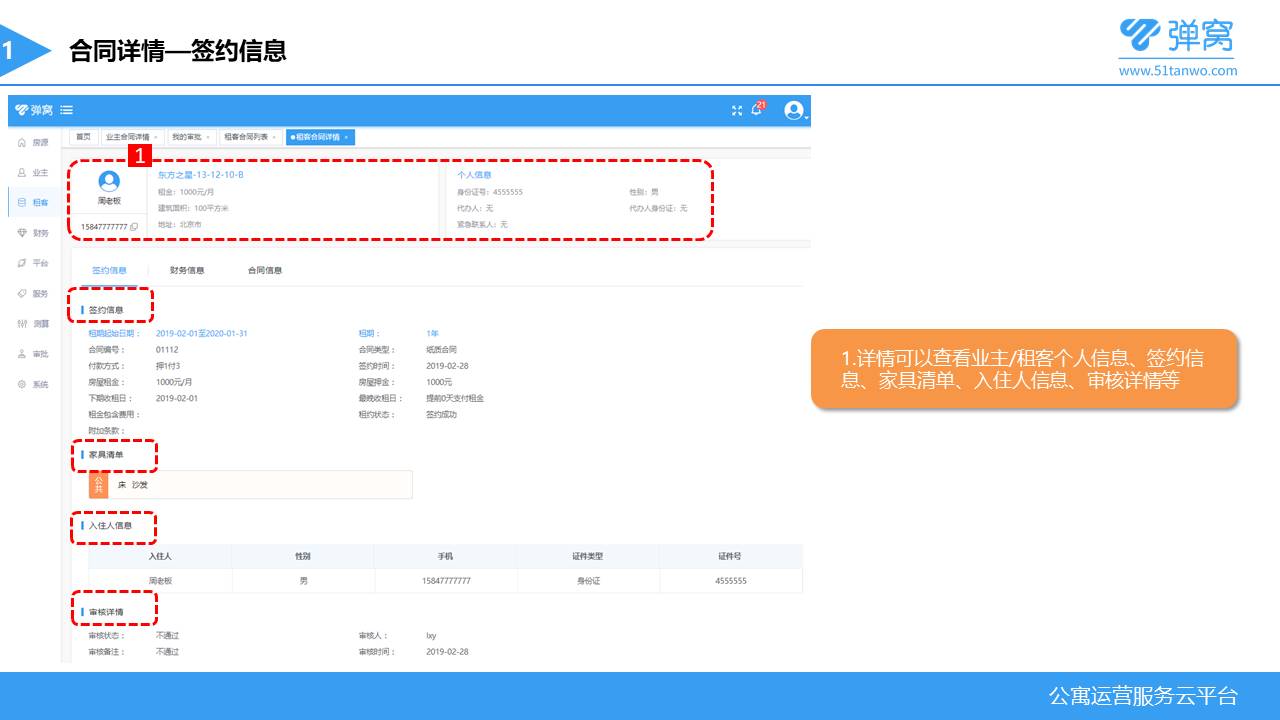 1
合同详情—签约信息
弹窝
www.51tanwo.com
弹窝
21
房源
业主
租客
财务
平台
服务
测算
审批
系统
首页 业主合同详情 × 我的审批 × 租客合同列表 × 租客合同详情 ×
1
周老板
15847777777
东方之星-13-12-10-B
租金：1000元/月
建筑面积：100平方米
地址：北京市
个人信息
身份证号：4555555 性别：男
代办人：无 代办人身份证：无
紧急联系人：无
签约信息 财务信息 合同信息
签约信息
租期起始日期： 2019-02-01至2020-01-31 租期： 1年
合同编号： 01112 合同类型： 纸质合同
付款方式： 押1付3 签约时间： 2019-02-28
房屋租金： 1000元/月 房屋押金： 1000元
下期收租日： 2019-02-01 最晚收租日： 提前0天支付租金
租金包含费用： 租约状态： 签约成功
附加条款：
家具清单
公共 床 沙发
入住人信息
入住人 性别 手机 证件类型 证件号
周老板 男 15847777777 身份证 4555555
审核详情
审核状态： 不通过 审核人： lxy
审核备注： 不通过 审核时间： 2019-02-28
1.详情可以查看业主/租客个人信息、签约信
息、家具清单、入住人信息、审核详情等
公寓运营服务云平台